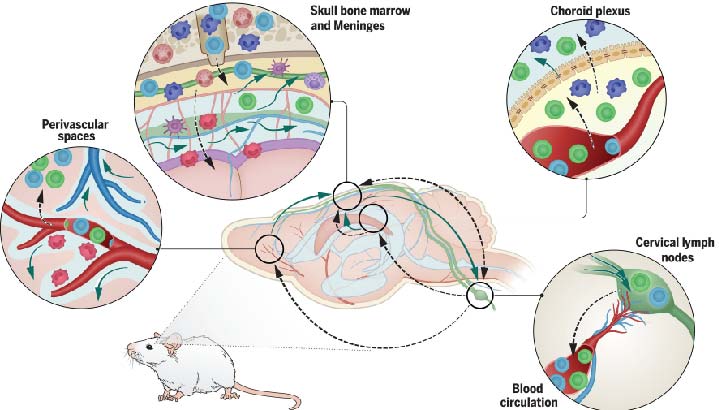 Skull bone marrow
and Meninges
Choroid plexus
Perivascular
spaces
Cervical lymph
nodes
Blood
circulation